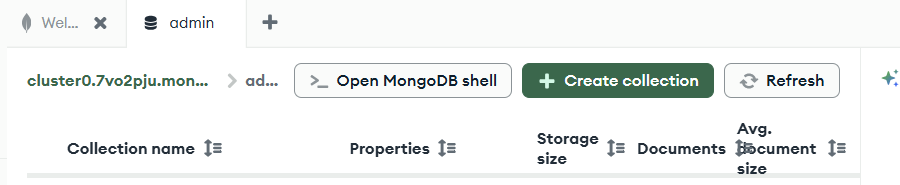 Wel...
admin
cluster0.7vo2pju.mon...
ad...
Open MongoDB shell
Create collection
Refresh
Collection name
Properties
Storage
size
Documents
Avg.
document
size